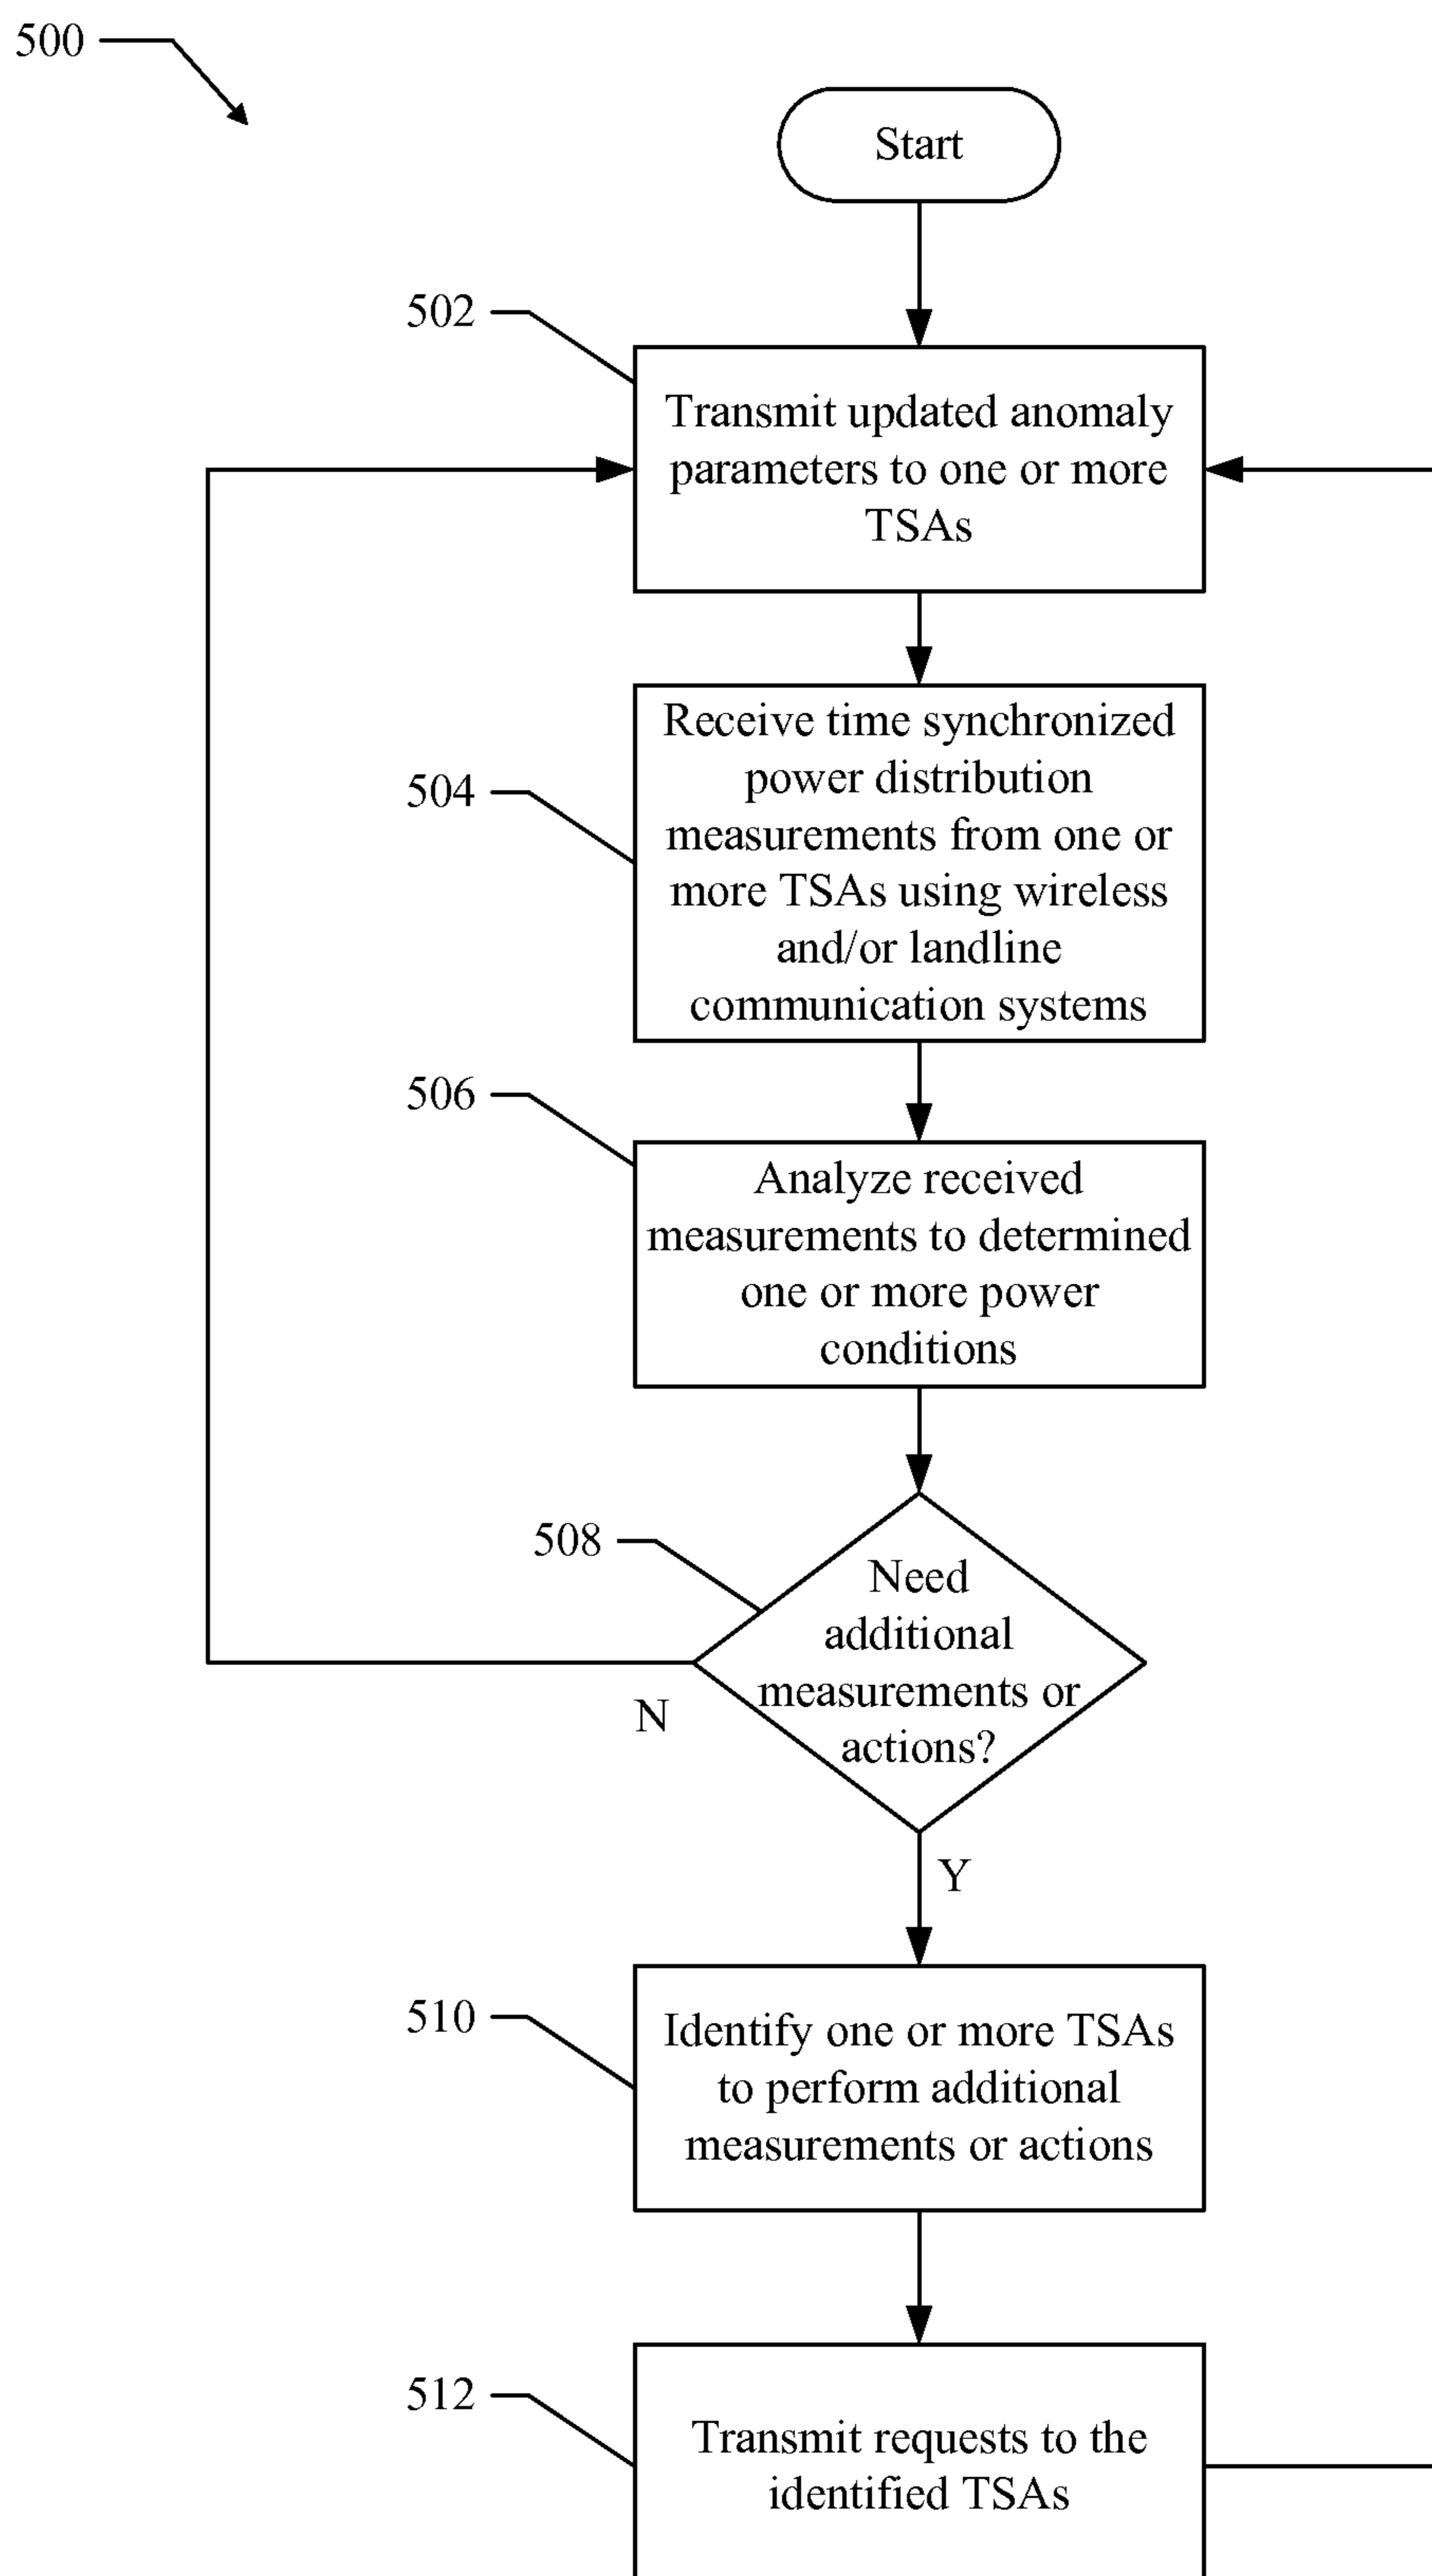 500
Start
502
Transmit updated anomaly
parameters to one or more
TSAs
504
Receive time synchronized
power distribution
measurements from one or
more TSAs using wireless
and/or landline
communication systems
506
Analyze received
measurements to determined
one or more power
conditions
508
Need
additional
measurements or
actions?
N
Y
510
Identify one or more TSAs
to perform additional
measurements or actions
512
Transmit requests to the
identified TSAs